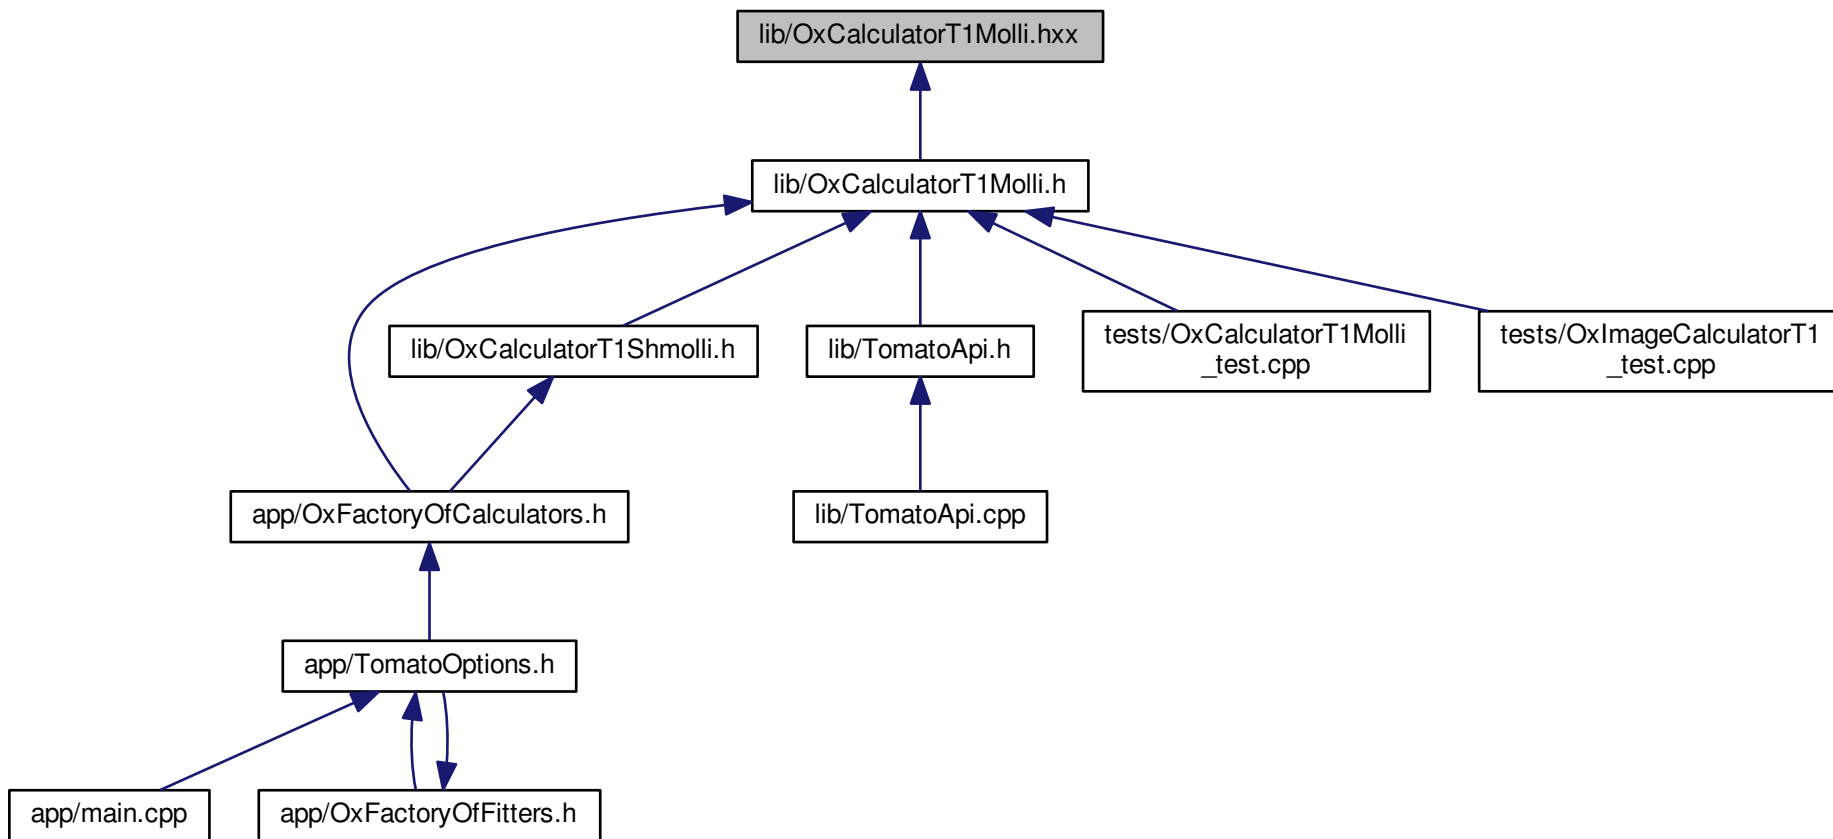 lib/OxCalculatorT1Molli.hxx
lib/OxCalculatorT1Molli.h
lib/OxCalculatorT1Shmolli.h
lib/TomatoApi.h
tests/OxCalculatorT1Molli
_test.cpp
tests/OxImageCalculatorT1
_test.cpp
app/OxFactoryOfCalculators.h
lib/TomatoApi.cpp
app/TomatoOptions.h
app/main.cpp
app/OxFactoryOfFitters.h